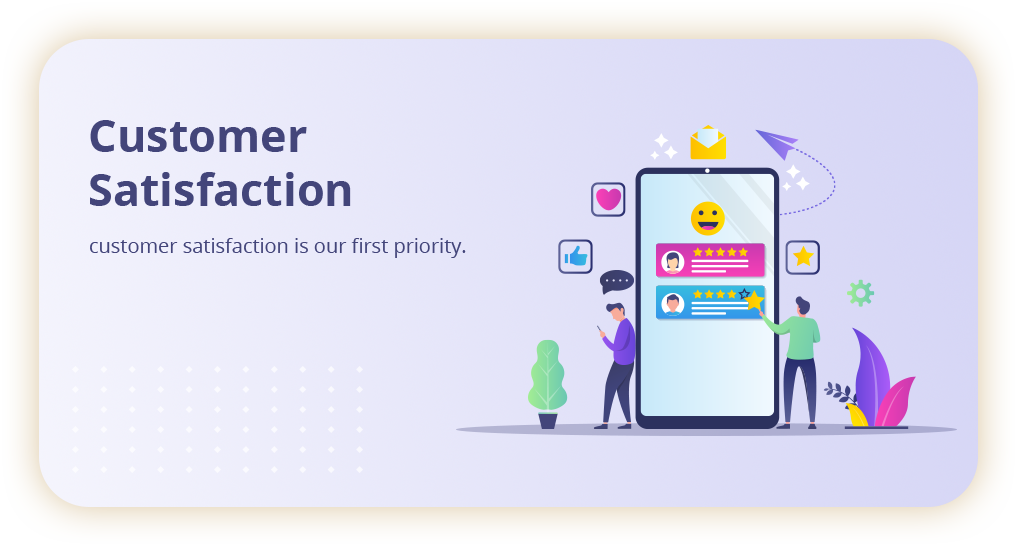 Customer
Satisfaction
customer satisfaction is our first priority.